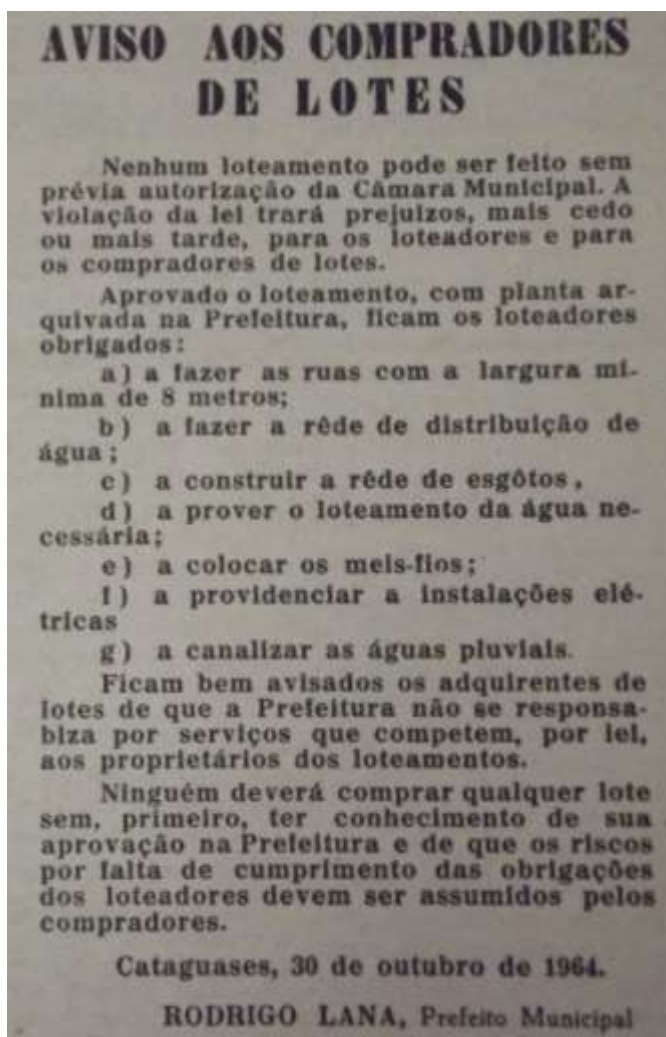 AVISO AOS COMPRADORES
DE LOTES
Nenhum loteamento pode ser feito sem
prévia autorização da Câmara Municipal. A
violação da lei trará prejuizos, mais cedo
ou mais tarde, para os loteadores e para
os compradores de lotes.
Aprovado o loteamento, com planta ar-
quivada na Prefeitura, ficam os loteadores
obrigados:
a) a fazer as ruas com a largura mí-
nima de 8 metros;
b) a fazer a rêde de distribuição de
água;
c) a construir a rêde de esgôtos,
d) a prover o loteamento da água ne-
cessária;
e) a colocar os meis-fios;
f) a providenciar a instalações elé-
tricas
g) a canalizar as águas pluviais.
Ficam bem avisados os adquirentes de
lotes de que a Prefeitura não se responsa-
biza por serviços que competem, por lei,
aos proprietários dos loteamentos.
Ninguém deverá comprar qualquer lote
sem, primeiro, ter conhecimento de sua
aprovação na Prefeitura e de que os riscos
por falta de cumprimento das obrigações
dos loteadores devem ser assumidos pelos
compradores.
Cataguases, 30 de outubro de 1964.
RODRIGO LANA, Prefeito Municipal